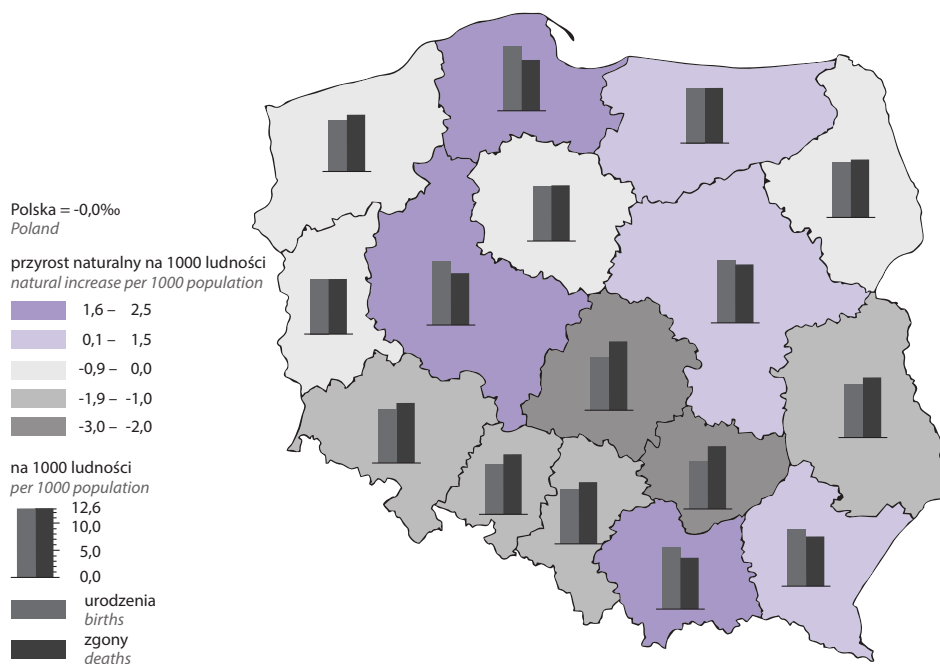 Polska = -0,0‰
Poland
przyrost naturalny na 1000 ludności
natural increase per 1000 population
1,6 – 2,5
0,1 – 1,5
-0,9 – 0,0
-1,9 – -1,0
-3,0 – -2,0
na 1000 ludności
per 1000 population
12,6
10,0
5,0
0,0
urodzenia
births
zgony
deaths